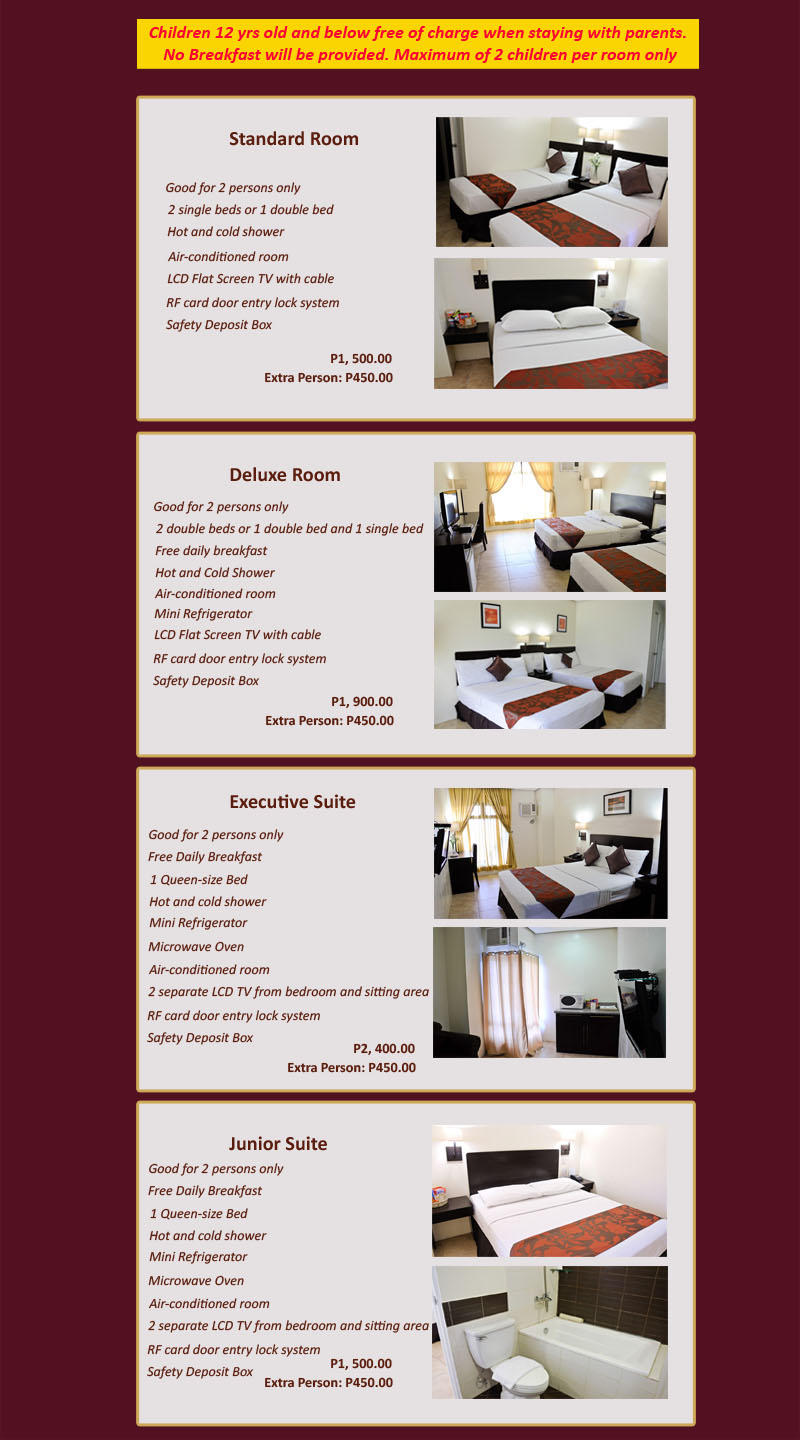 Children 12 yrs old and below free of charge when staying with parents.
No Breakfast will be provided. Maximum of 2 children per room only
Standard Room
Good for 2 persons only
2 single beds or 1 double bed
Hot and cold shower
Air-conditioned room
LCD Flat Screen TV with cable
RF card door entry lock system
Safety Deposit Box
P1, 500.00
Extra Person: P450.00
Deluxe Room
Good for 2 persons only
2 double beds or 1 double bed and 1 single bed
Free daily breakfast
Hot and Cold Shower
Air-conditioned room
Mini Refrigerator
LCD Flat Screen TV with cable
RF card door entry lock system
Safety Deposit Box
P1, 900.00
Extra Person: P450.00
Executive Suite
Good for 2 persons only
Free Daily Breakfast
1 Queen-size Bed
Hot and cold shower
Mini Refrigerator
Microwave Oven
Air-conditioned room
2 separate LCD TV from bedroom and sitting area
RF card door entry lock system
Safety Deposit Box
P2, 400.00
Extra Person: P450.00
Junior Suite
Good for 2 persons only
Free Daily Breakfast
1 Queen-size Bed
Hot and cold shower
Mini Refrigerator
Microwave Oven
Air-conditioned room
2 separate LCD TV from bedroom and sitting area
RF card door entry lock system
P1, 500.00
Safety Deposit Box
Extra Person: P450.00